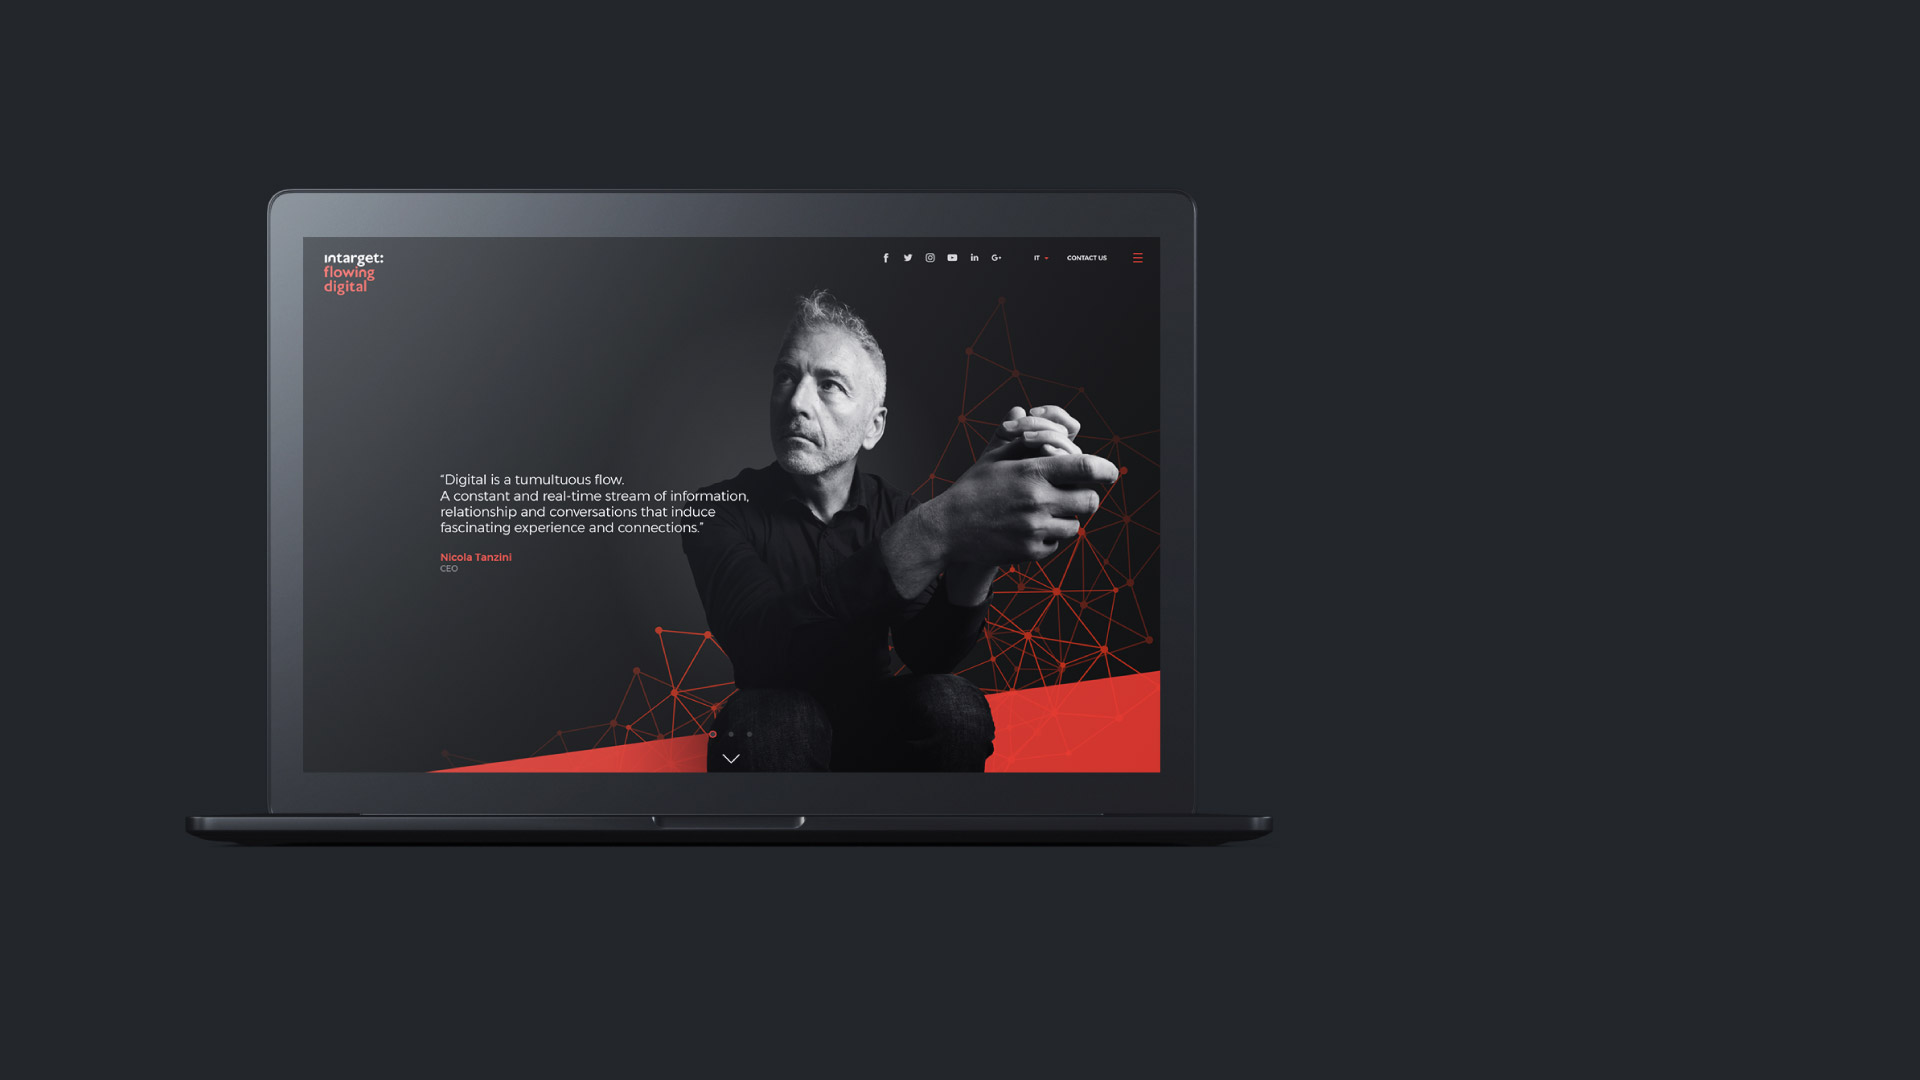 intarget:
flowing
digital
f in G+ IT CONTACT US
“Digital is a tumultuous flow.
A constant and real-time stream of information,
relationship and conversations that induce
fascinating experience and connections.”
Nicola Tanzini
CEO